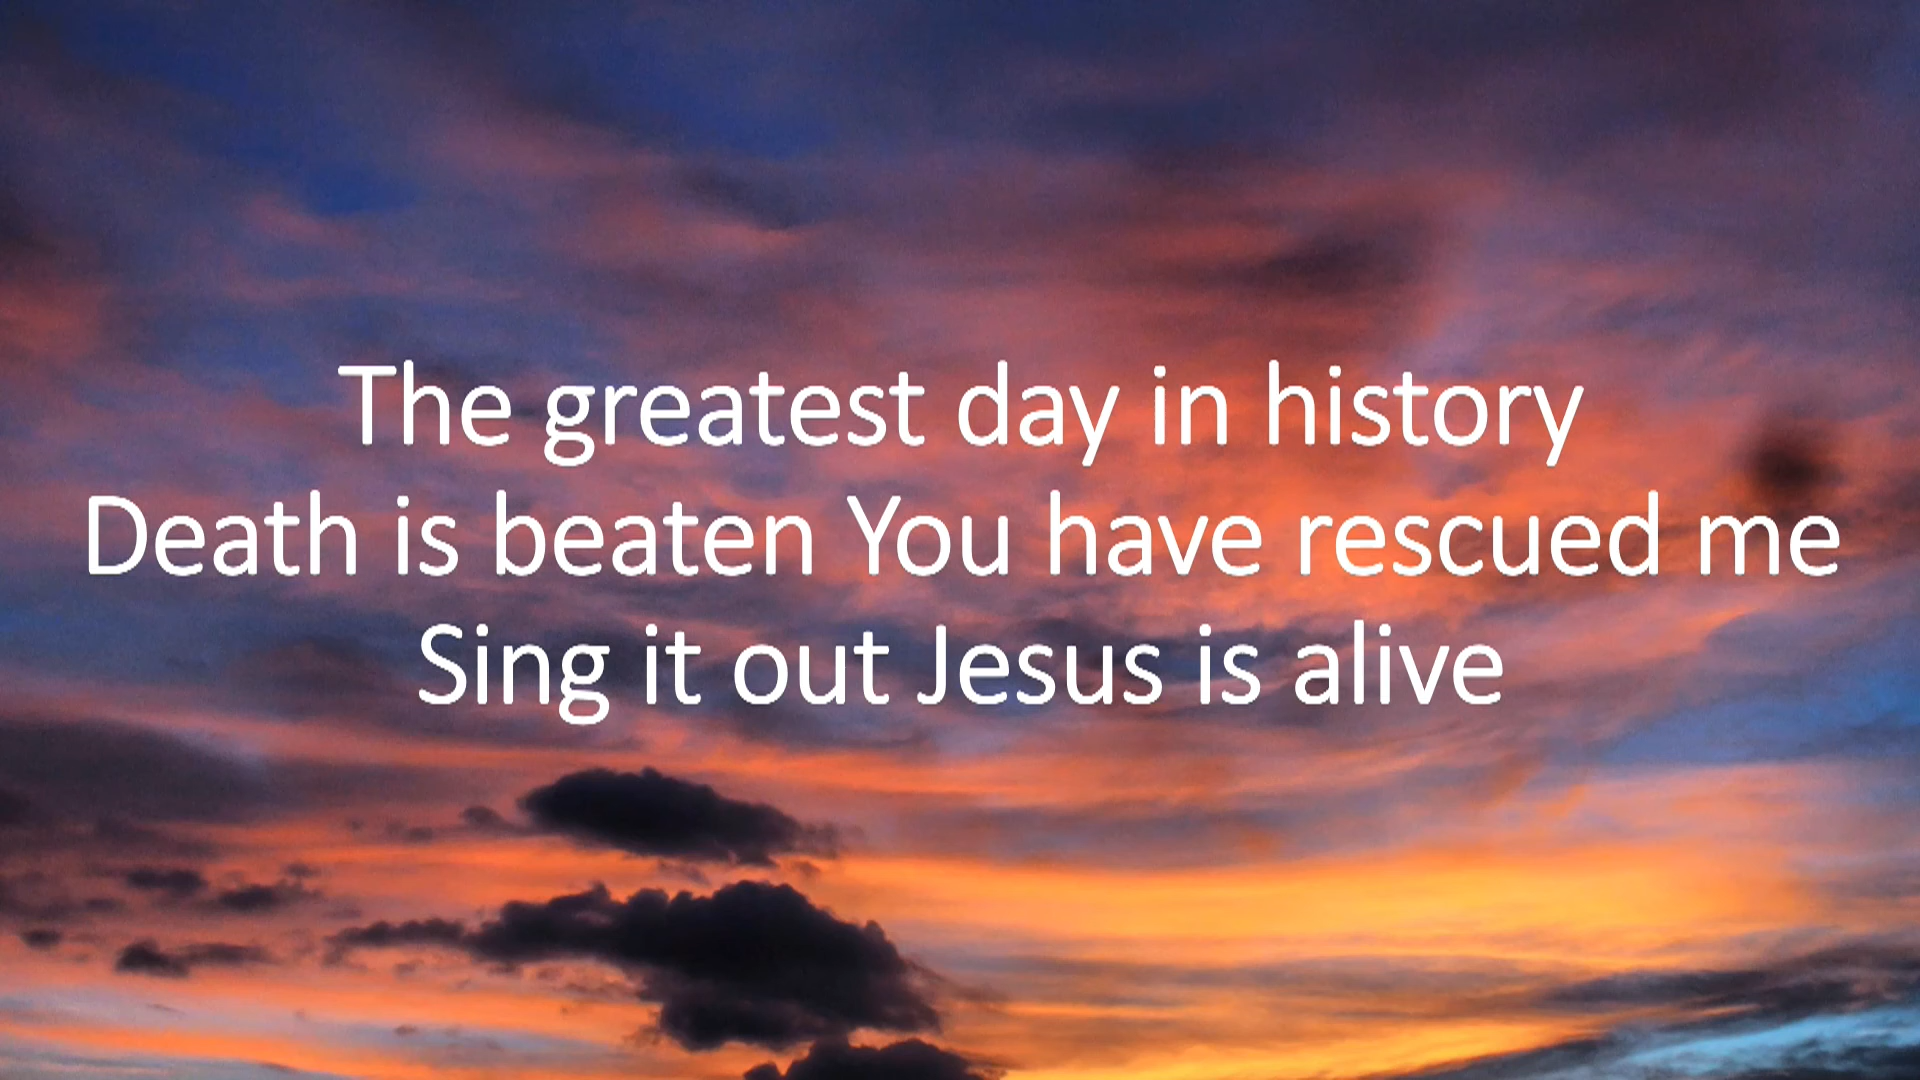 The greatest day in history
Death is beaten You have rescued me
Sing it out Jesus is alive